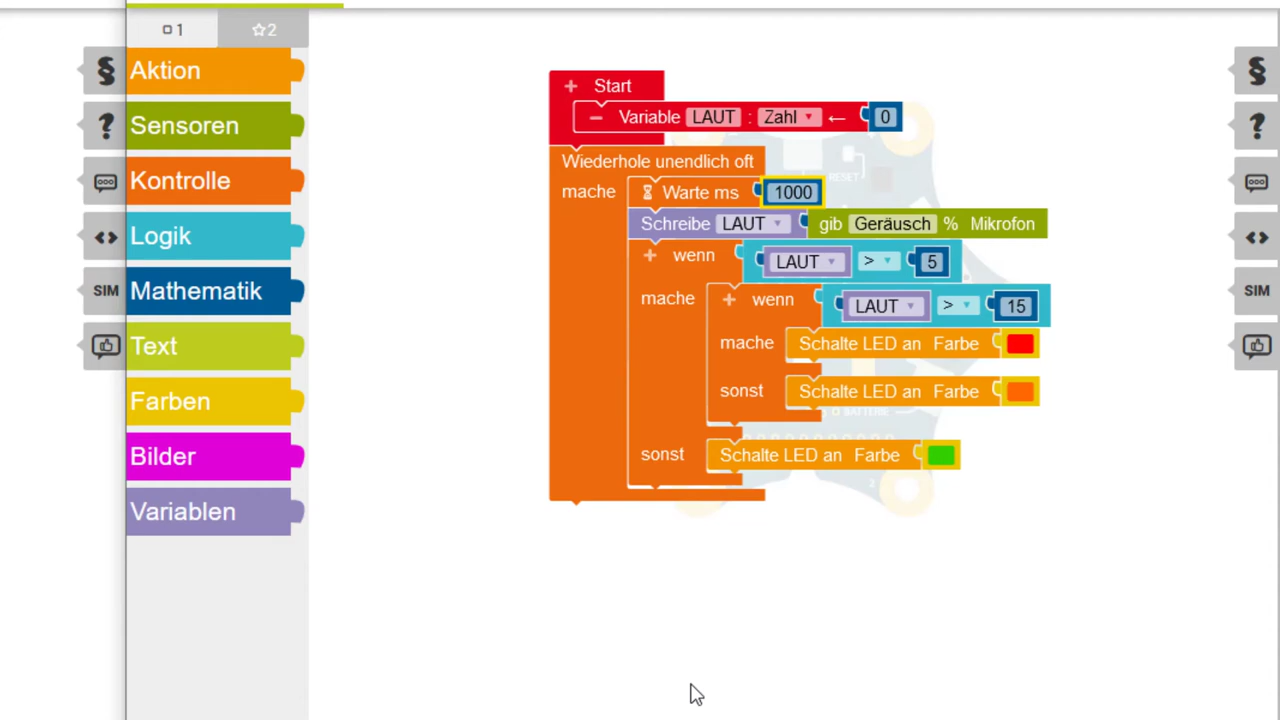 1
2
Aktion
Sensoren
Kontrolle
Logik
Mathematik
Text
Farben
Bilder
Variablen
§
?
SIM
+ Start
− Variable LAUT : Zahl ← 0
Wiederhole unendlich oft
mache Warte ms 1000
Schreibe LAUT gib Geräusch % Mikrofon
+ wenn LAUT > 5
mache + wenn LAUT > 15
mache Schalte LED an Farbe
sonst Schalte LED an Farbe
sonst Schalte LED an Farbe
RESET
BATTERIE
§
?
SIM